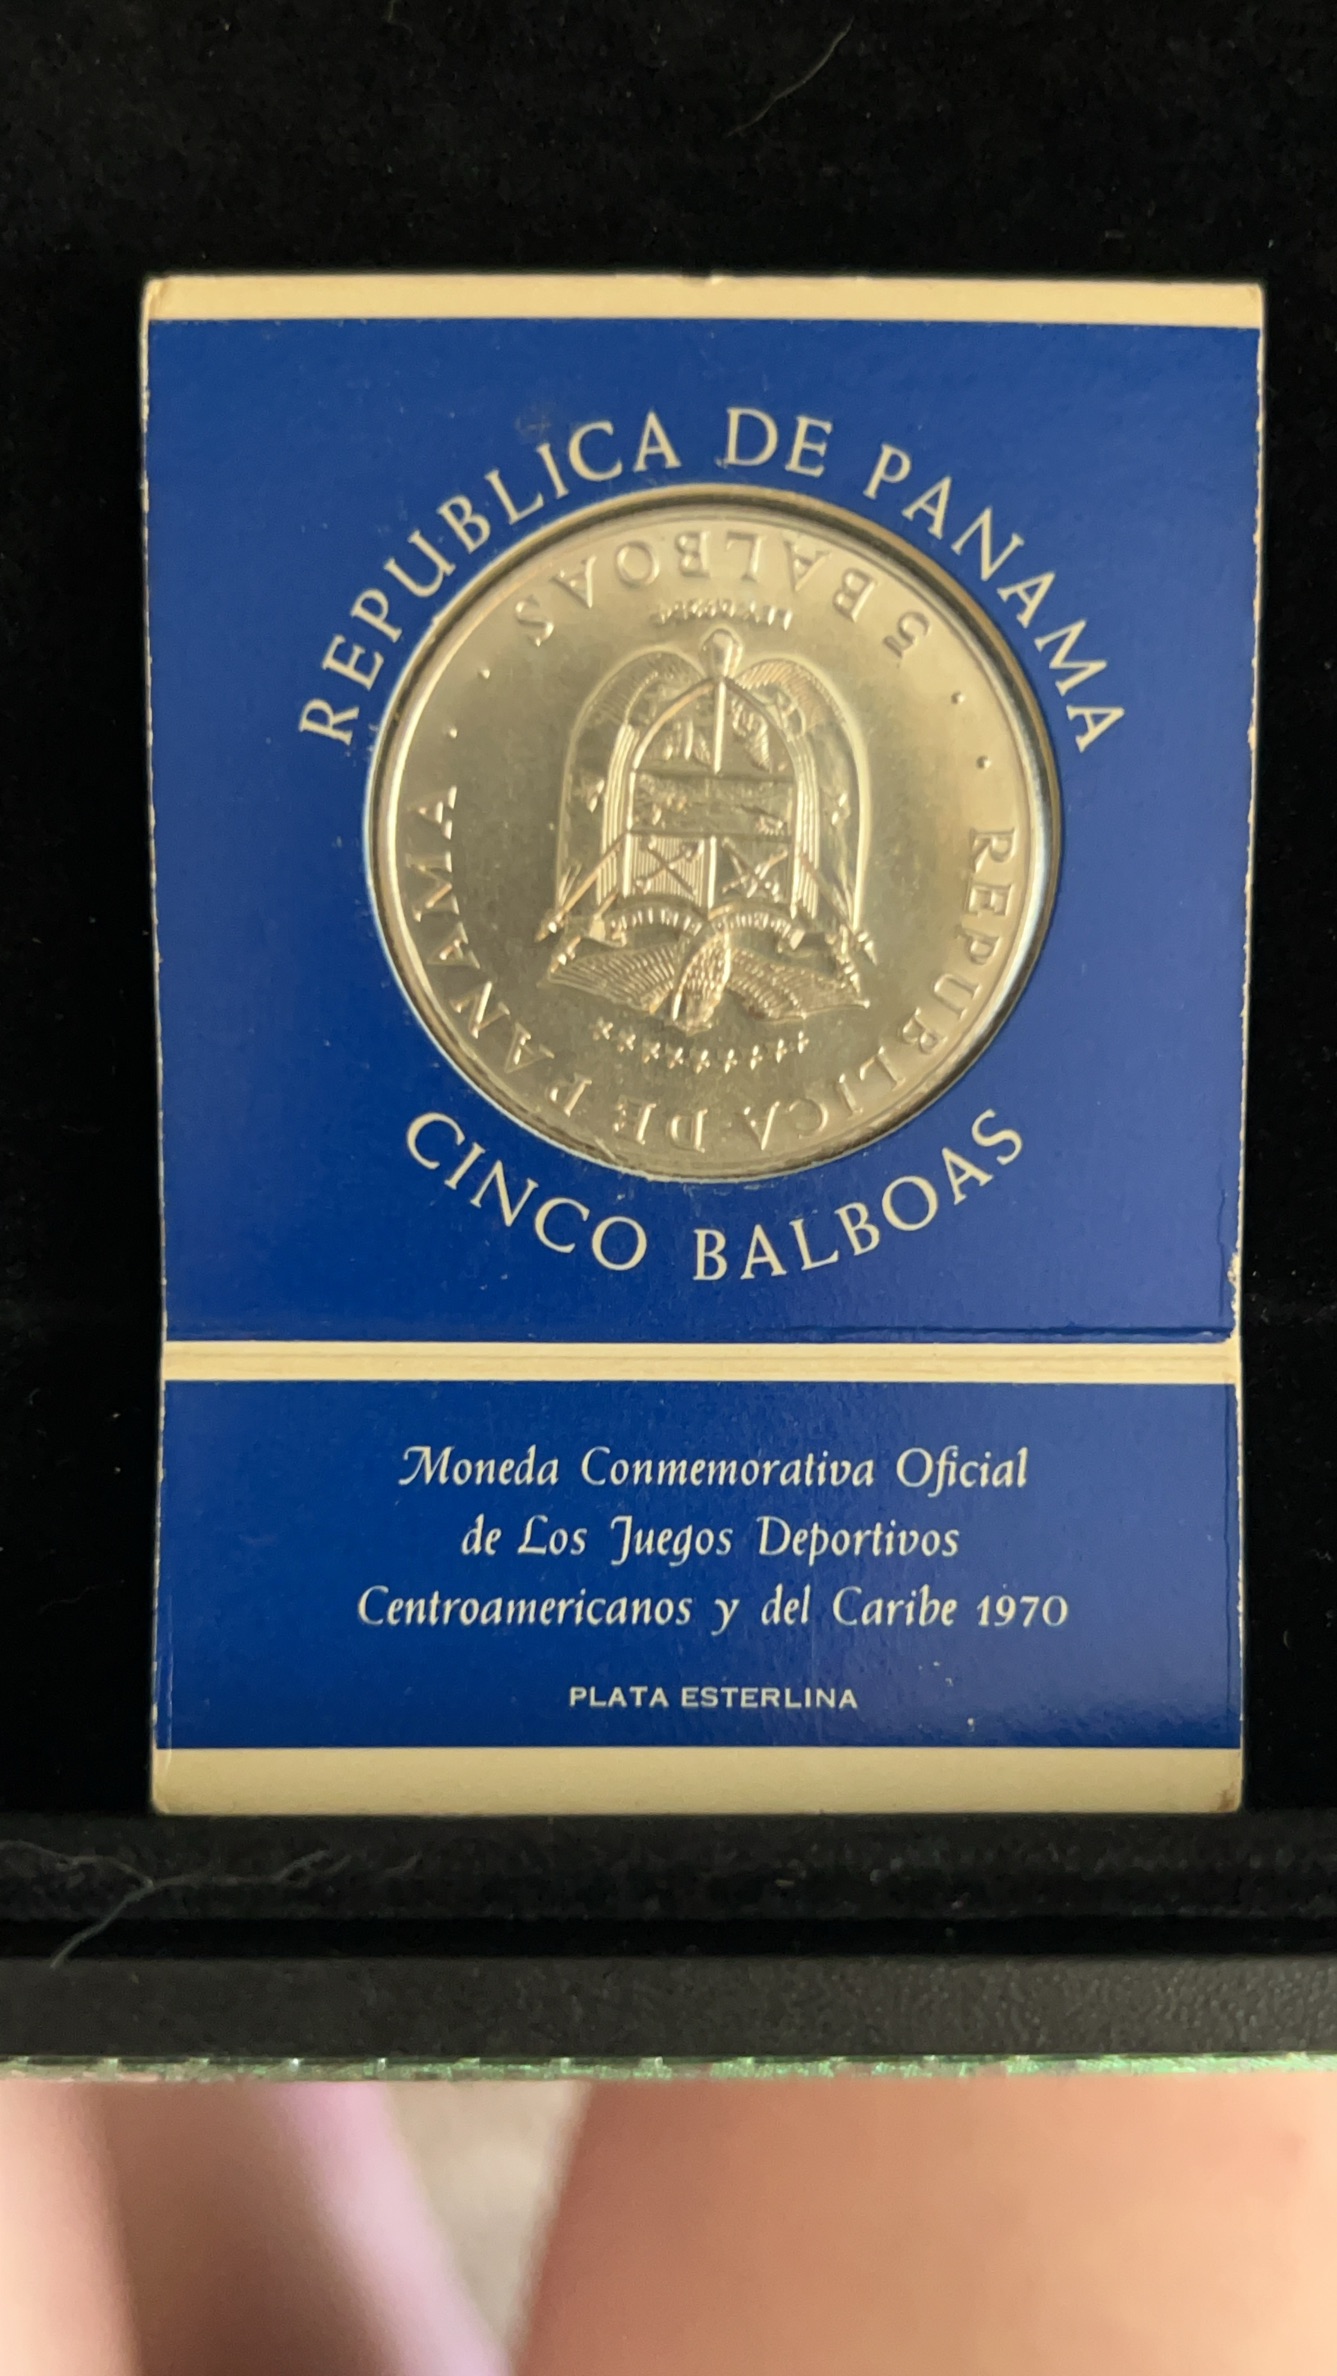 REPUBLICA DE PANAMA
5 BALBOAS
REPUBLICA DE PANAMA
CINCO BALBOAS
Moneda Conmemorativa Oficial
de Los Juegos Deportivos
Centroamericanos y del Caribe 1970
PLATA ESTERLINA